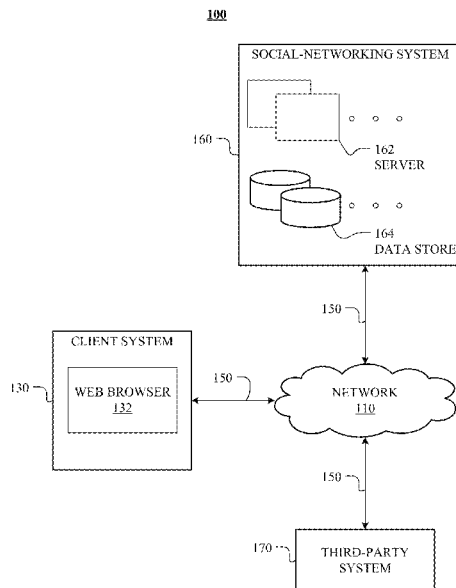 100
SOCIAL-NETWORKING SYSTEM
160
162
SERVER
164
DATA STORE
150
CLIENT SYSTEM
130
WEB BROWSER
132
150
NETWORK
110
150
170
THIRD-PARTY
SYSTEM